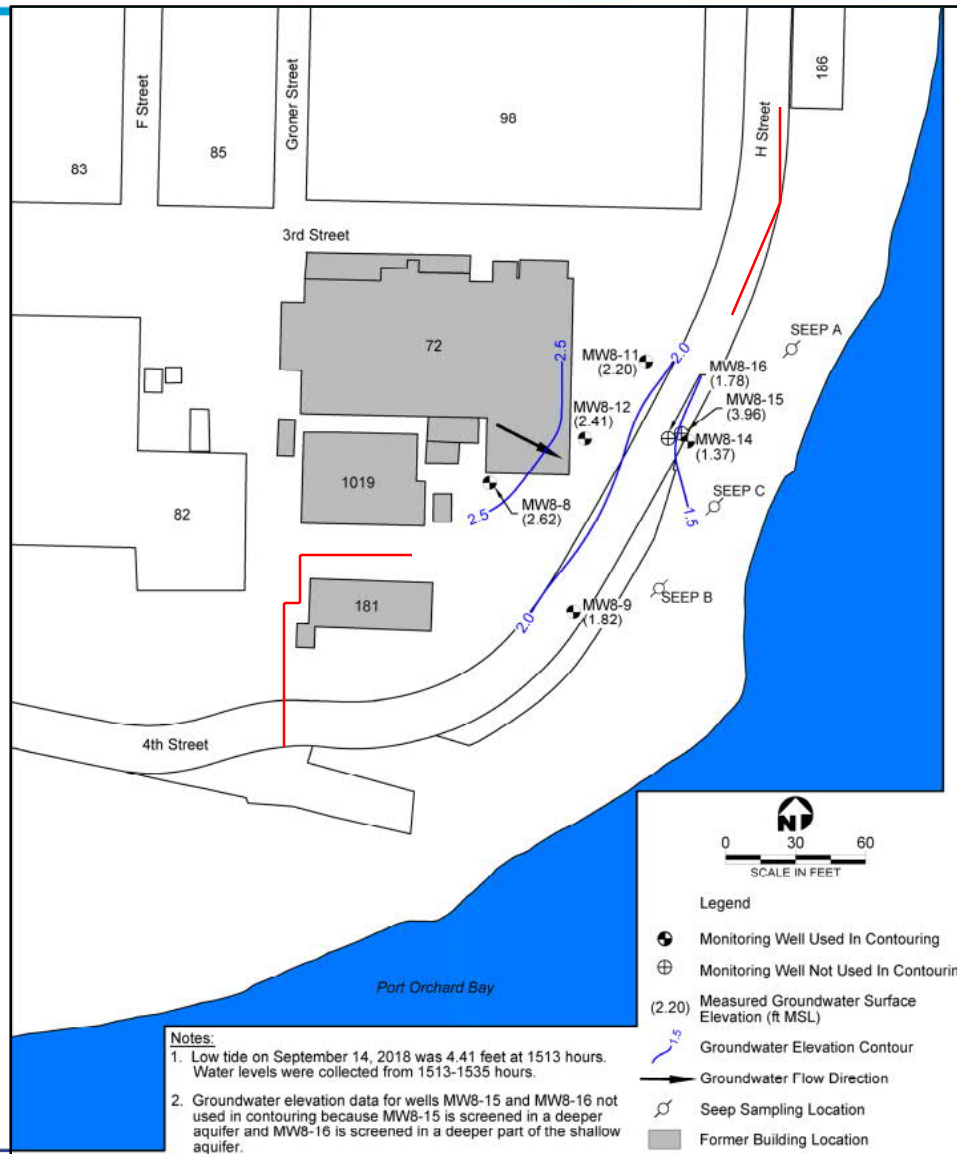 F Street
Groner Street
H Street
186
98
83
85
3rd Street
SEEP A
72
2.5
MW8-11
(2.20)
2.0
MW8-16
(1.78)
MW8-15
(3.96)
MW8-12
(2.41)
MW8-14
(1.37)
1019
MW8-8
(2.62)
2.5
SEEP C
1.5
82
181
2.0
MW8-9
(1.82)
SEEP B
4th Street
N
0 30 60
SCALE IN FEET
Legend
Monitoring Well Used In Contouring
Monitoring Well Not Used In Contourin
(2.20) Measured Groundwater Surface
Elevation (ft MSL)
1.5 Groundwater Elevation Contour
Groundwater Flow Direction
Seep Sampling Location
Former Building Location
Port Orchard Bay
Notes:
1. Low tide on September 14, 2018 was 4.41 feet at 1513 hours.
Water levels were collected from 1513-1535 hours.
2. Groundwater elevation data for wells MW8-15 and MW8-16 not
used in contouring because MW8-15 is screened in a deeper
aquifer and MW8-16 is screened in a deeper part of the shallow
aquifer.